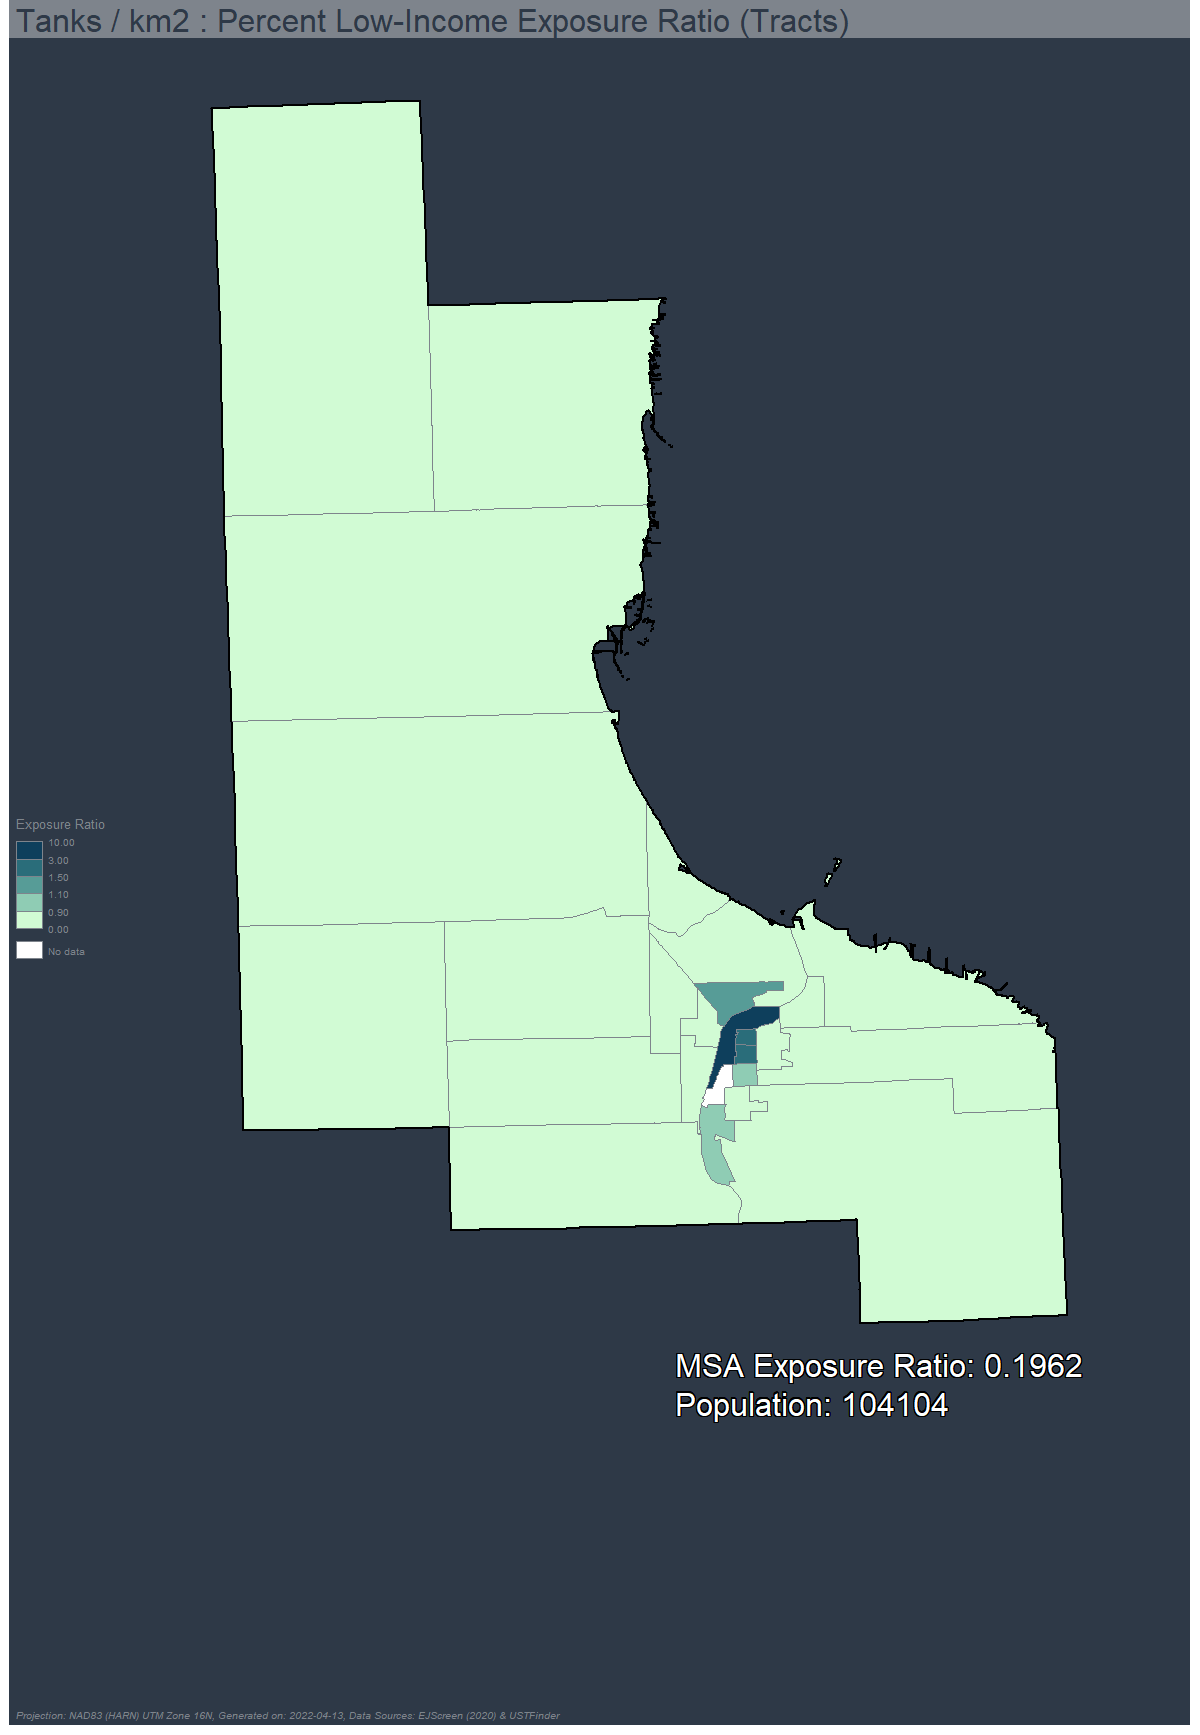 Tanks / km2 : Percent Low-Income Exposure Ratio (Tracts)
Exposure Ratio
10.00
3.00
1.50
1.10
0.90
0.00
No data
MSA Exposure Ratio: 0.1962
Population: 104104
Projection: NAD83 (HARN) UTM Zone 16N, Generated on: 2022-04-13, Data Sources: EJScreen (2020) & USTFinder